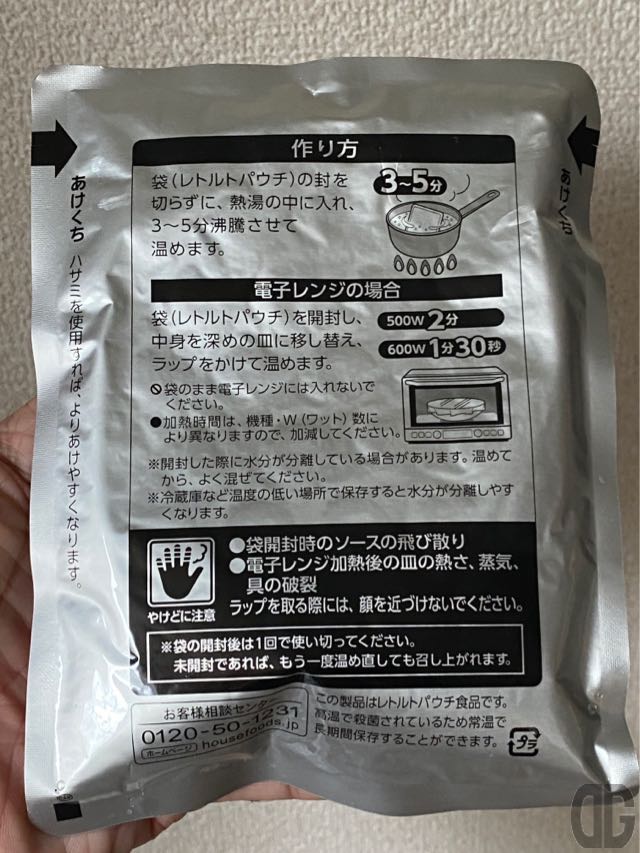 作り方
袋(レトルトパウチ)の封を
切らずに、熱湯の中に入れ、
3~5分沸騰させて
温めます。
3~5分
電子レンジの場合
袋(レトルトパウチ)を開封し、
中身を深めの皿に移し替え、
ラップをかけて温めます。
500W 2分
600W 1分30秒
袋のまま電子レンジには入れないで
ください。
●加熱時間は、機種・W(ワット)数に
より異なりますので、加減してください。
※開封した際に水分が分離している場合があります。温めて
から、よく混ぜてください。
※冷蔵庫など温度の低い場所で保存すると水分が分離しやす
くなります。
やけどに注意
●袋開封時のソースの飛び散り
●電子レンジ加熱後の皿の熱さ、蒸気、
具の破裂
ラップを取る際には、顔を近づけないでください。
※袋の開封後は1回で使い切ってください。
未開封であれば、もう一度温め直しても召し上がれます。
お客様相談センター
0120-50-1231
ホームページ housefoods.jp
この製品はレトルトパウチ食品です。
高温で殺菌されているため常温で
長期間保存することができます。
プラ
あけくち ハサミを使用すれば、よりあけやすくなります。
あけくち
DG